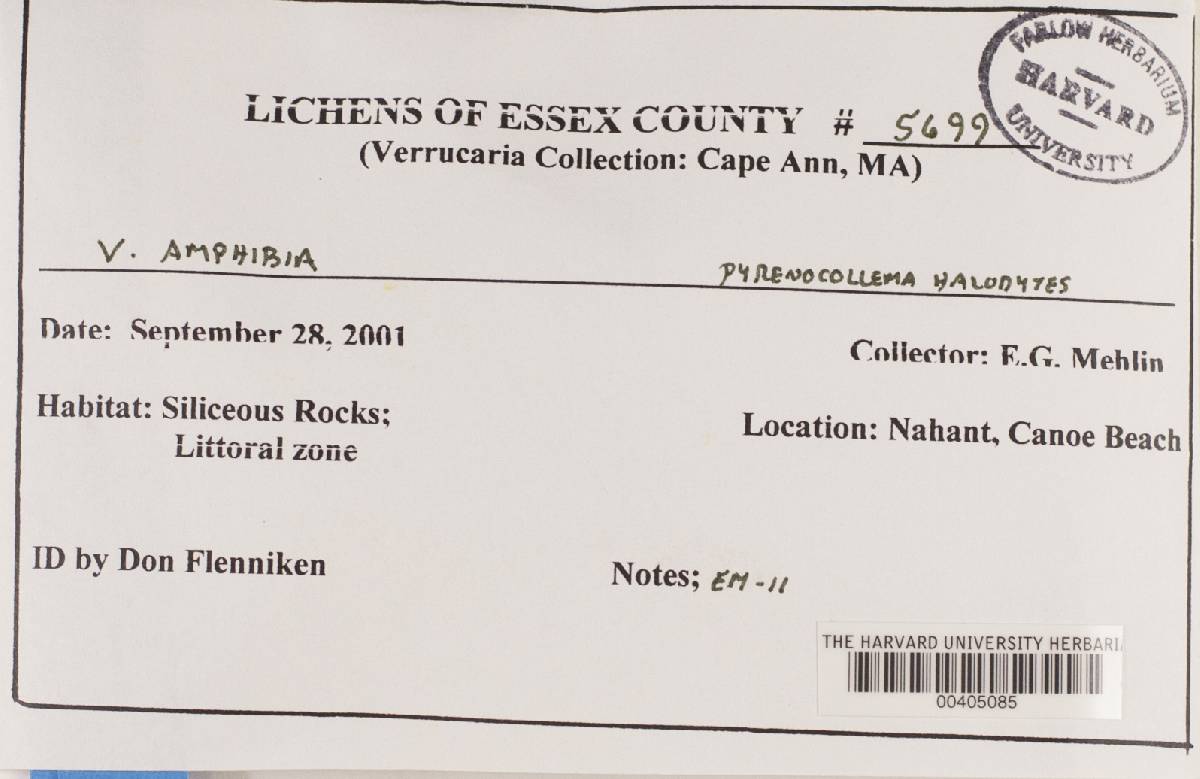 FARLOW HERBARIUM
HARVARD
UNIVERSITY
LICHENS OF ESSEX COUNTY # 5699
(Verrucaria Collection: Cape Ann, MA)
V. AMPHIBIA PYRENOCOLLEMA HALODYTES
Date: September 28, 2001
Collector: E.G. Mehlin
Habitat: Siliceous Rocks;
Littoral zone
Location: Nahant, Canoe Beach
ID by Don Flenniken
Notes; EM-11
THE HARVARD UNIVERSITY HERBARIA
00405085